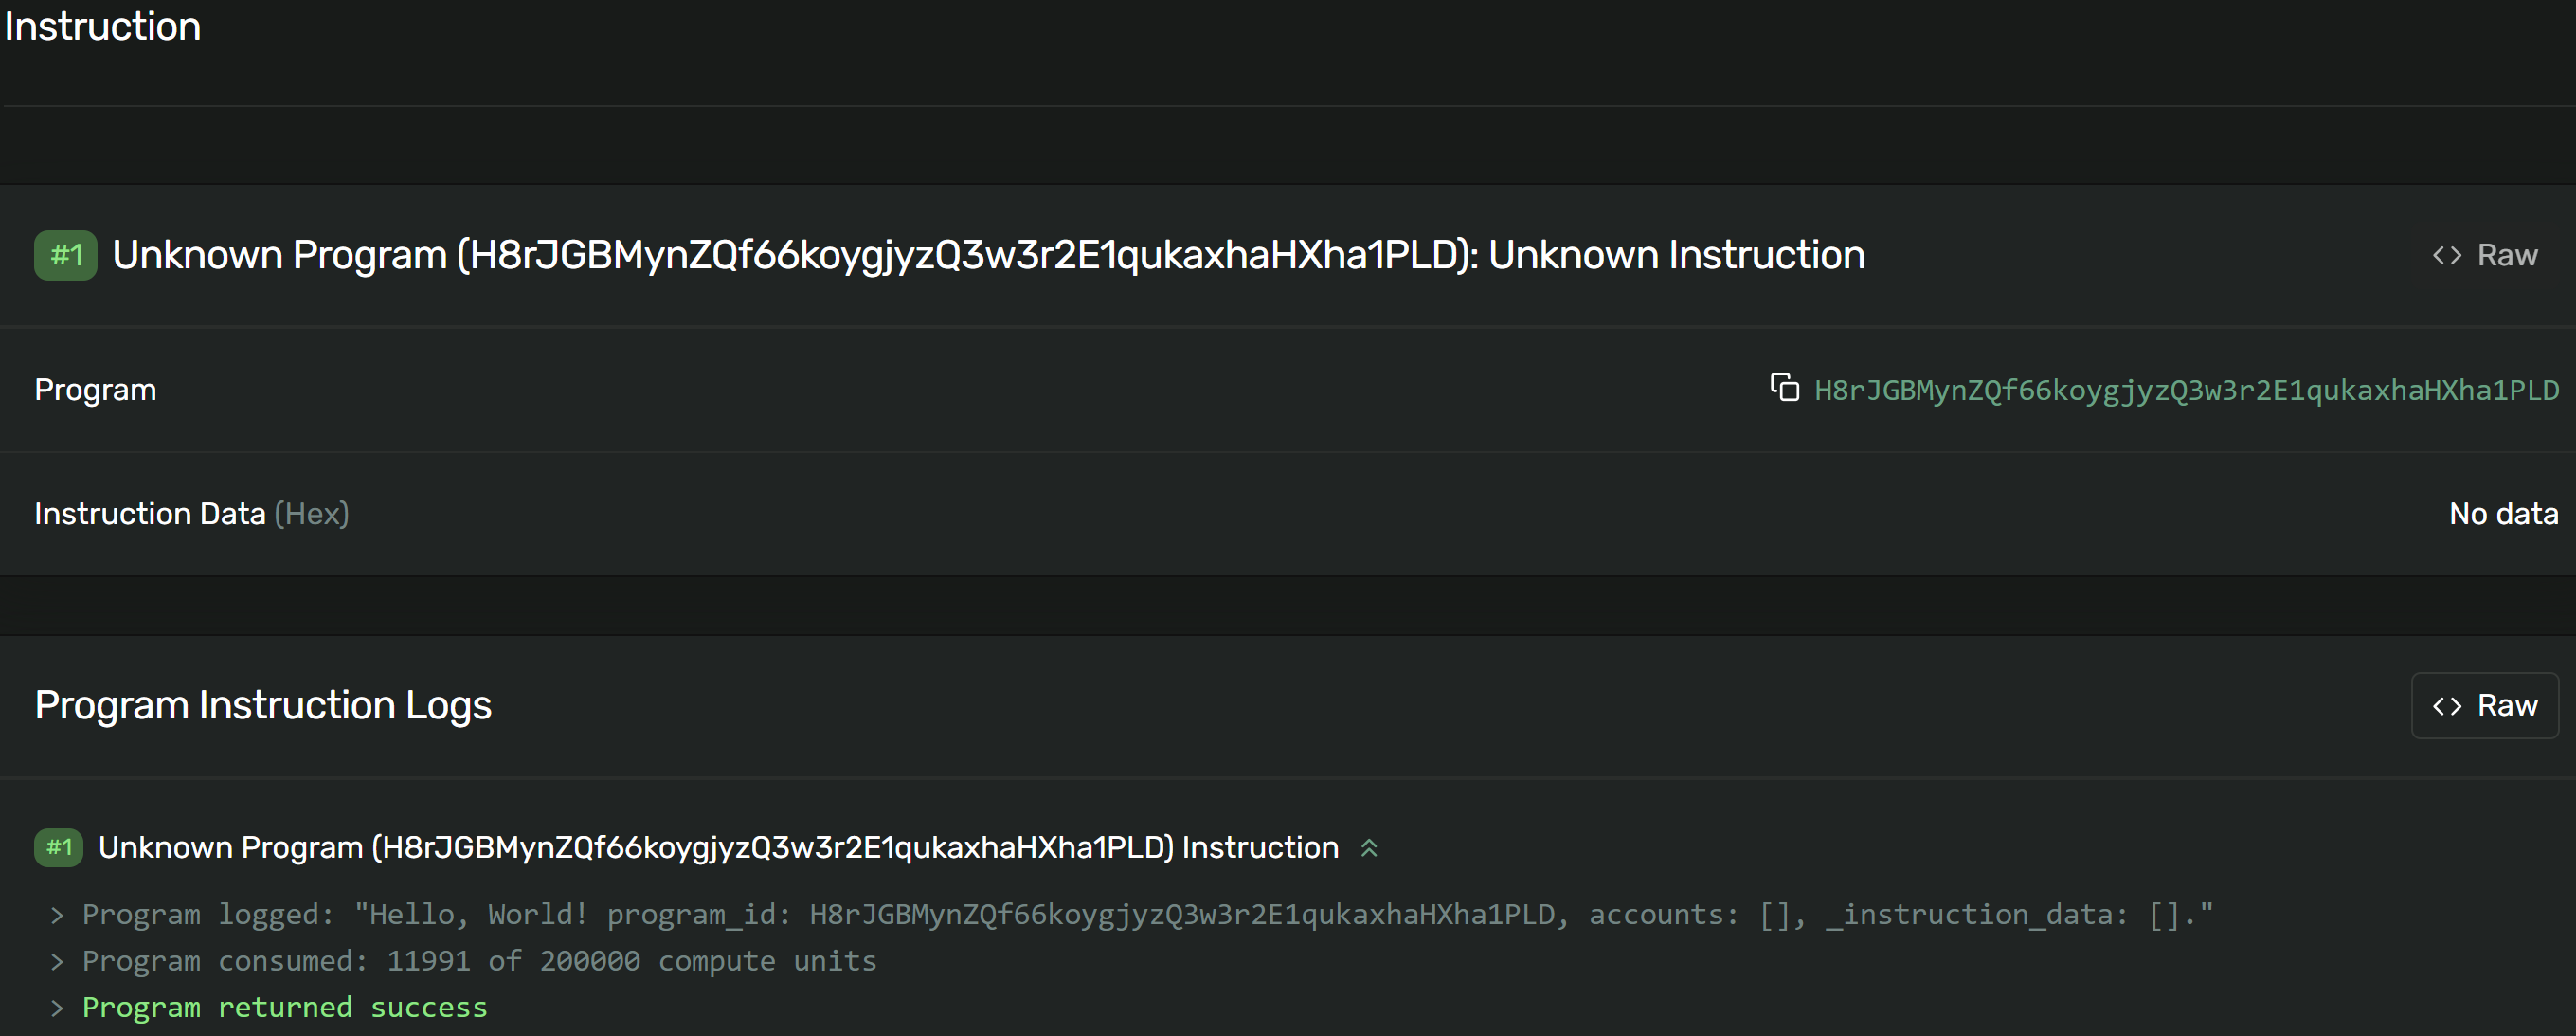 Instruction
#1 Unknown Program (H8rJGBMynZQf66koygjyzQ3w3r2E1qukaxhaHXha1PLD): Unknown Instruction <> Raw
Program H8rJGBMynZQf66koygjyzQ3w3r2E1qukaxhaHXha1PLD
Instruction Data (Hex) No data
Program Instruction Logs <> Raw
#1 Unknown Program (H8rJGBMynZQf66koygjyzQ3w3r2E1qukaxhaHXha1PLD) Instruction
> Program logged: "Hello, World! program_id: H8rJGBMynZQf66koygjyzQ3w3r2E1qukaxhaHXha1PLD, accounts: [], _instruction_data: []."
> Program consumed: 11991 of 200000 compute units
> Program returned success